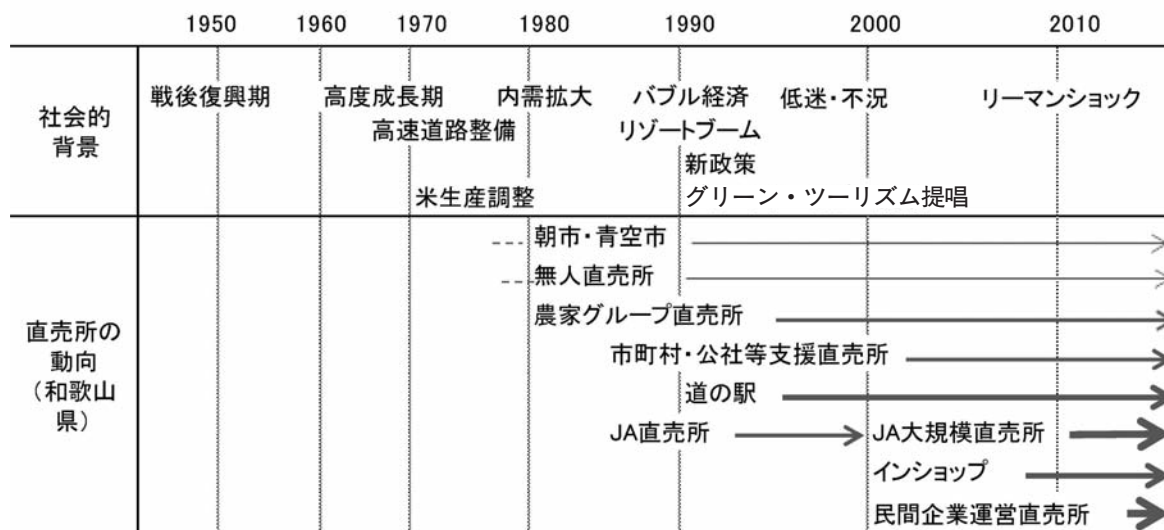 1950 1960 1970 1980 1990 2000 2010
社会的
背景
戦後復興期 高度成長期 内需拡大 バブル経済 低迷・不況 リーマンショック
高速道路整備 リゾートブーム
新政策
米生産調整 グリーン・ツーリズム提唱
直売所の
動向
(和歌山
県)
朝市・青空市
無人直売所
農家グループ直売所
市町村・公社等支援直売所
道の駅
JA直売所 JA大規模直売所
インショップ
民間企業運営直売所